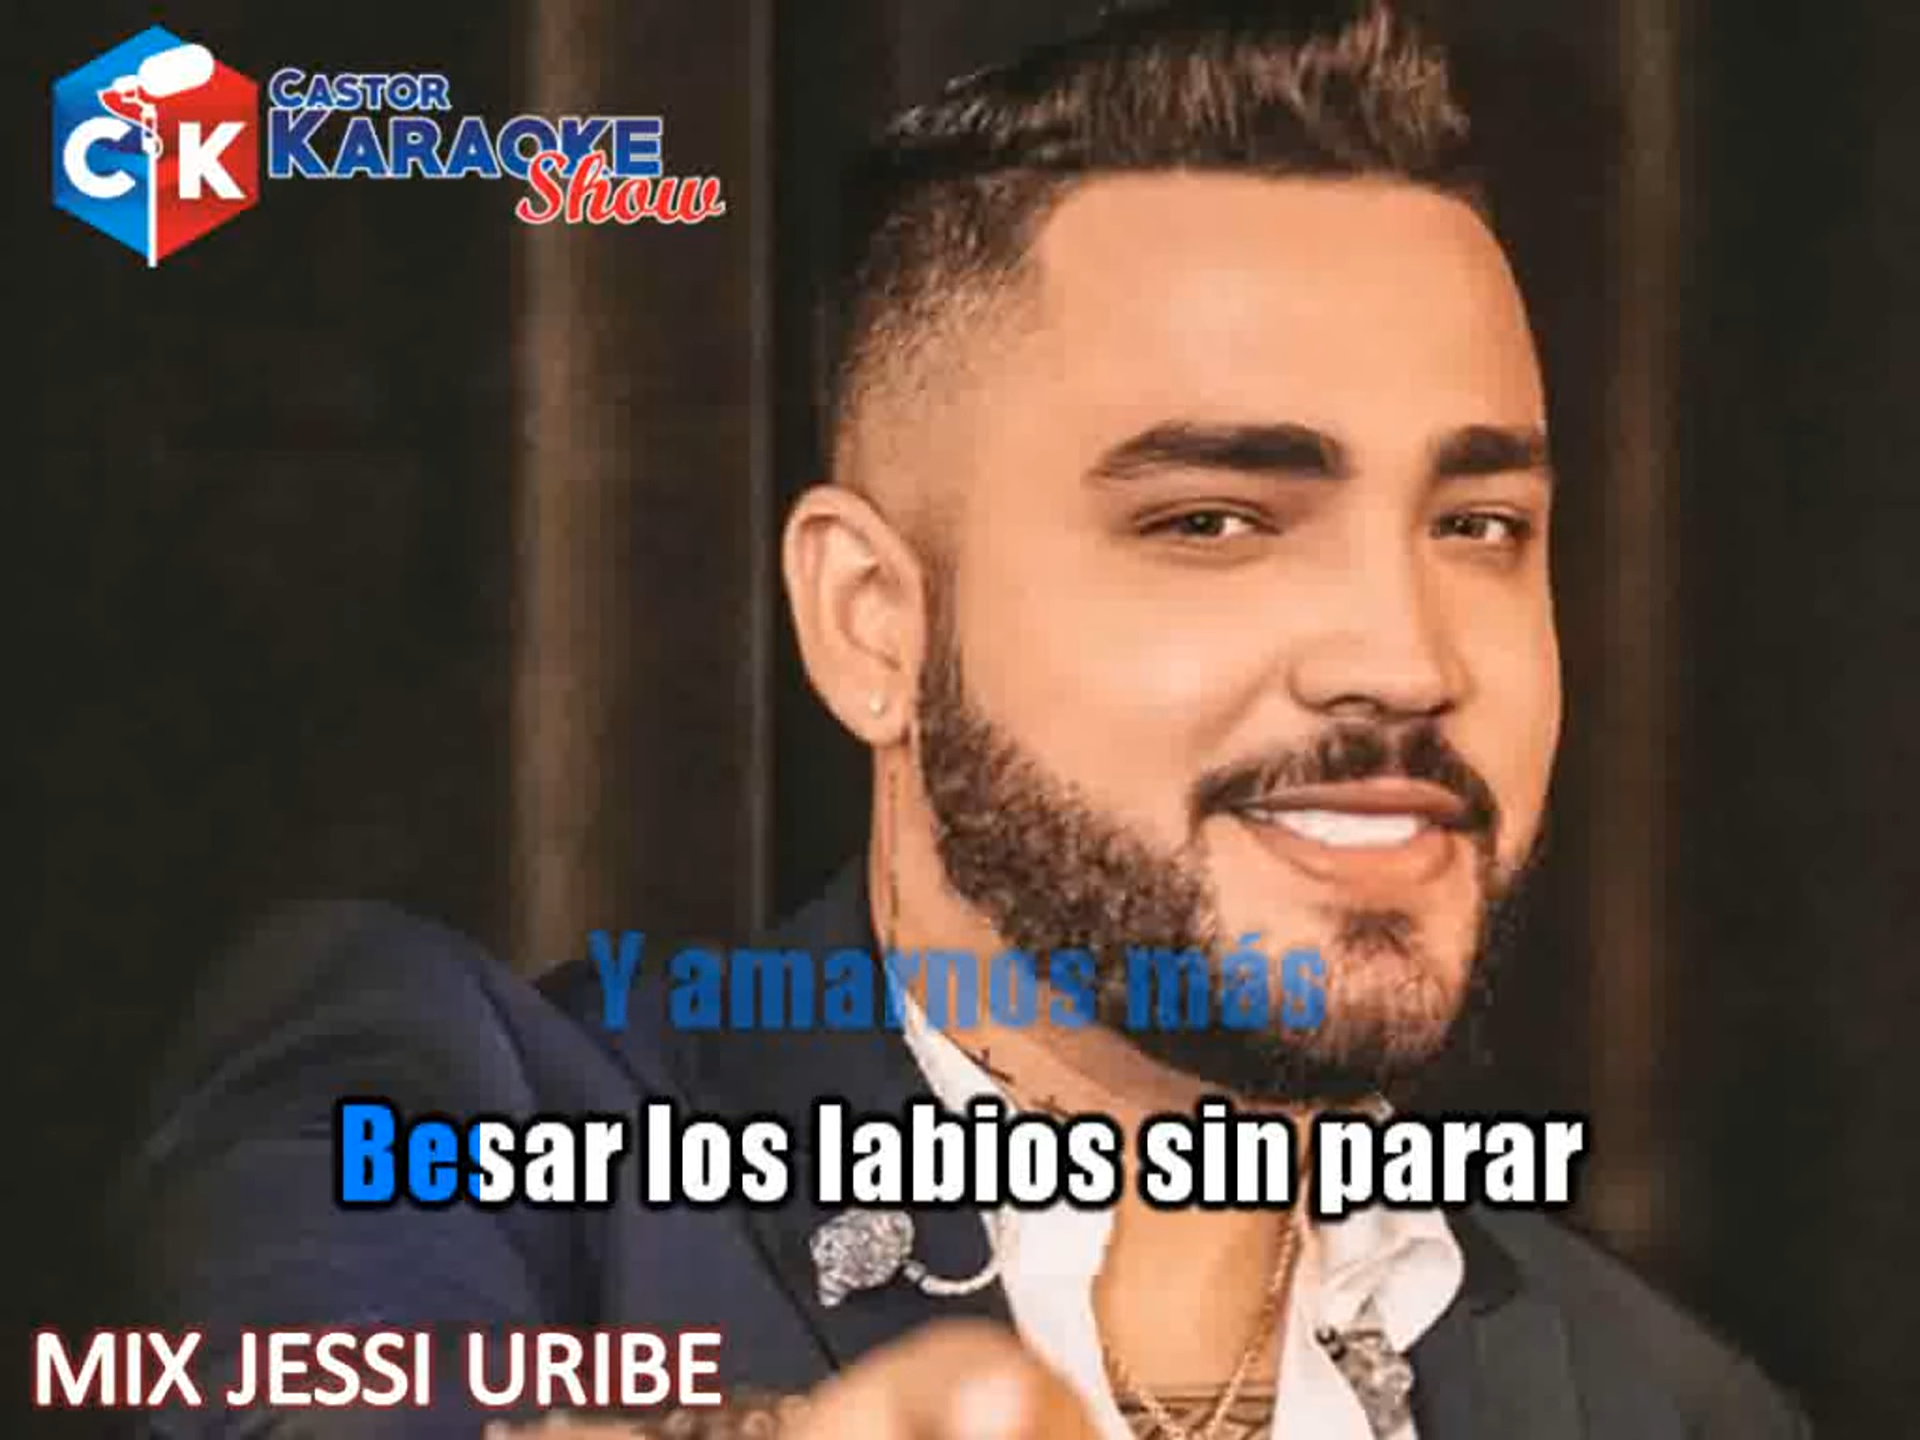 CK
CASTOR
KARAOKE
Show
Y amarnos más
Besar los labios sin parar
MIX JESSI URIBE